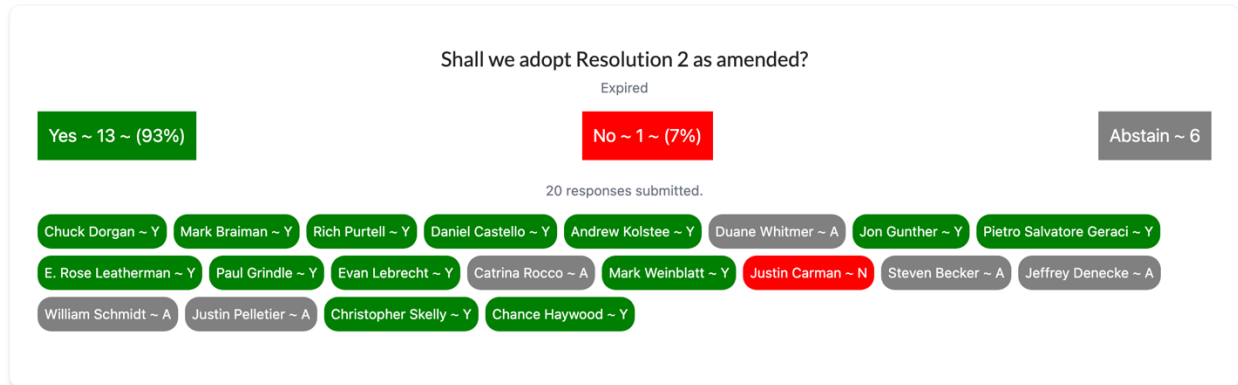 Shall we adopt Resolution 2 as amended?
Expired
Yes ~ 13 ~ (93%) No ~ 1 ~ (7%) Abstain ~ 6
20 responses submitted.
Chuck Dorgan ~ Y Mark Braiman ~ Y Rich Purtell ~ Y Daniel Castello ~ Y Andrew Kolstee ~ Y Duane Whitmer ~ A Jon Gunther ~ Y Pietro Salvatore Geraci ~ Y
E. Rose Leatherman ~ Y Paul Grindle ~ Y Evan Lebrecht ~ Y Catrina Rocco ~ A Mark Weinblatt ~ Y Justin Carman ~ N Steven Becker ~ A Jeffrey Denecke ~ A
William Schmidt ~ A Justin Pelletier ~ A Christopher Skelly ~ Y Chance Haywood ~ Y